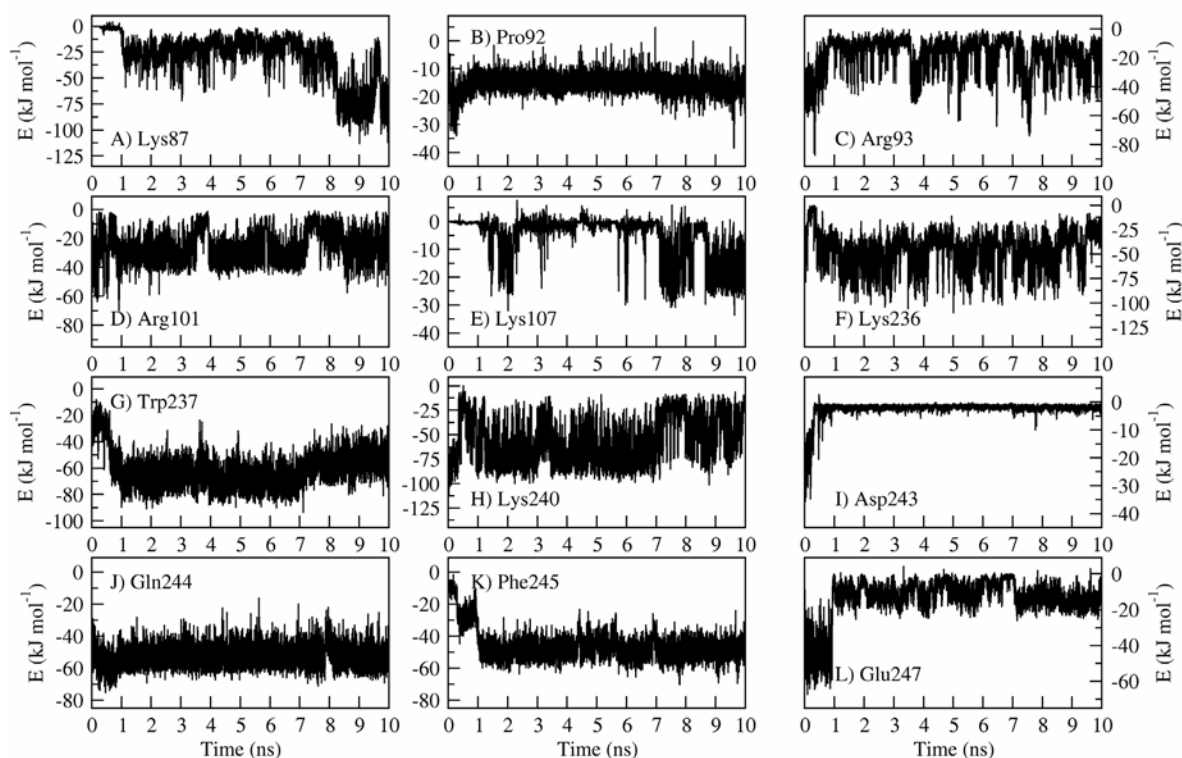 E (kJ mol-1)
0
-25
-50
-75
-100
-125
A) Lys87
0 1 2 3 4 5 6 7 8 9 10
0
-10
-20
-30
-40
B) Pro92
0 1 2 3 4 5 6 7 8 9 10
C) Arg93
0
-20
-40
-60
-80
E (kJ mol-1)
0 1 2 3 4 5 6 7 8 9 10
E (kJ mol-1)
0
-20
-40
-60
-80
D) Arg101
0 1 2 3 4 5 6 7 8 9 10
0
-10
-20
-30
-40
E) Lys107
0 1 2 3 4 5 6 7 8 9 10
F) Lys236
0
-25
-50
-75
-100
-125
E (kJ mol-1)
0 1 2 3 4 5 6 7 8 9 10
E (kJ mol-1)
0
-20
-40
-60
-80
-100
G) Trp237
0 1 2 3 4 5 6 7 8 9 10
0
-25
-50
-75
-100
-125
H) Lys240
0 1 2 3 4 5 6 7 8 9 10
I) Asp243
0
-10
-20
-30
-40
E (kJ mol-1)
0 1 2 3 4 5 6 7 8 9 10
E (kJ mol-1)
0
-20
-40
-60
-80
J) Gln244
0 1 2 3 4 5 6 7 8 9 10
Time (ns)
0
-20
-40
-60
-80
K) Phe245
0 1 2 3 4 5 6 7 8 9 10
Time (ns)
L) Glu247
0
-20
-40
-60
E (kJ mol-1)
0 1 2 3 4 5 6 7 8 9 10
Time (ns)